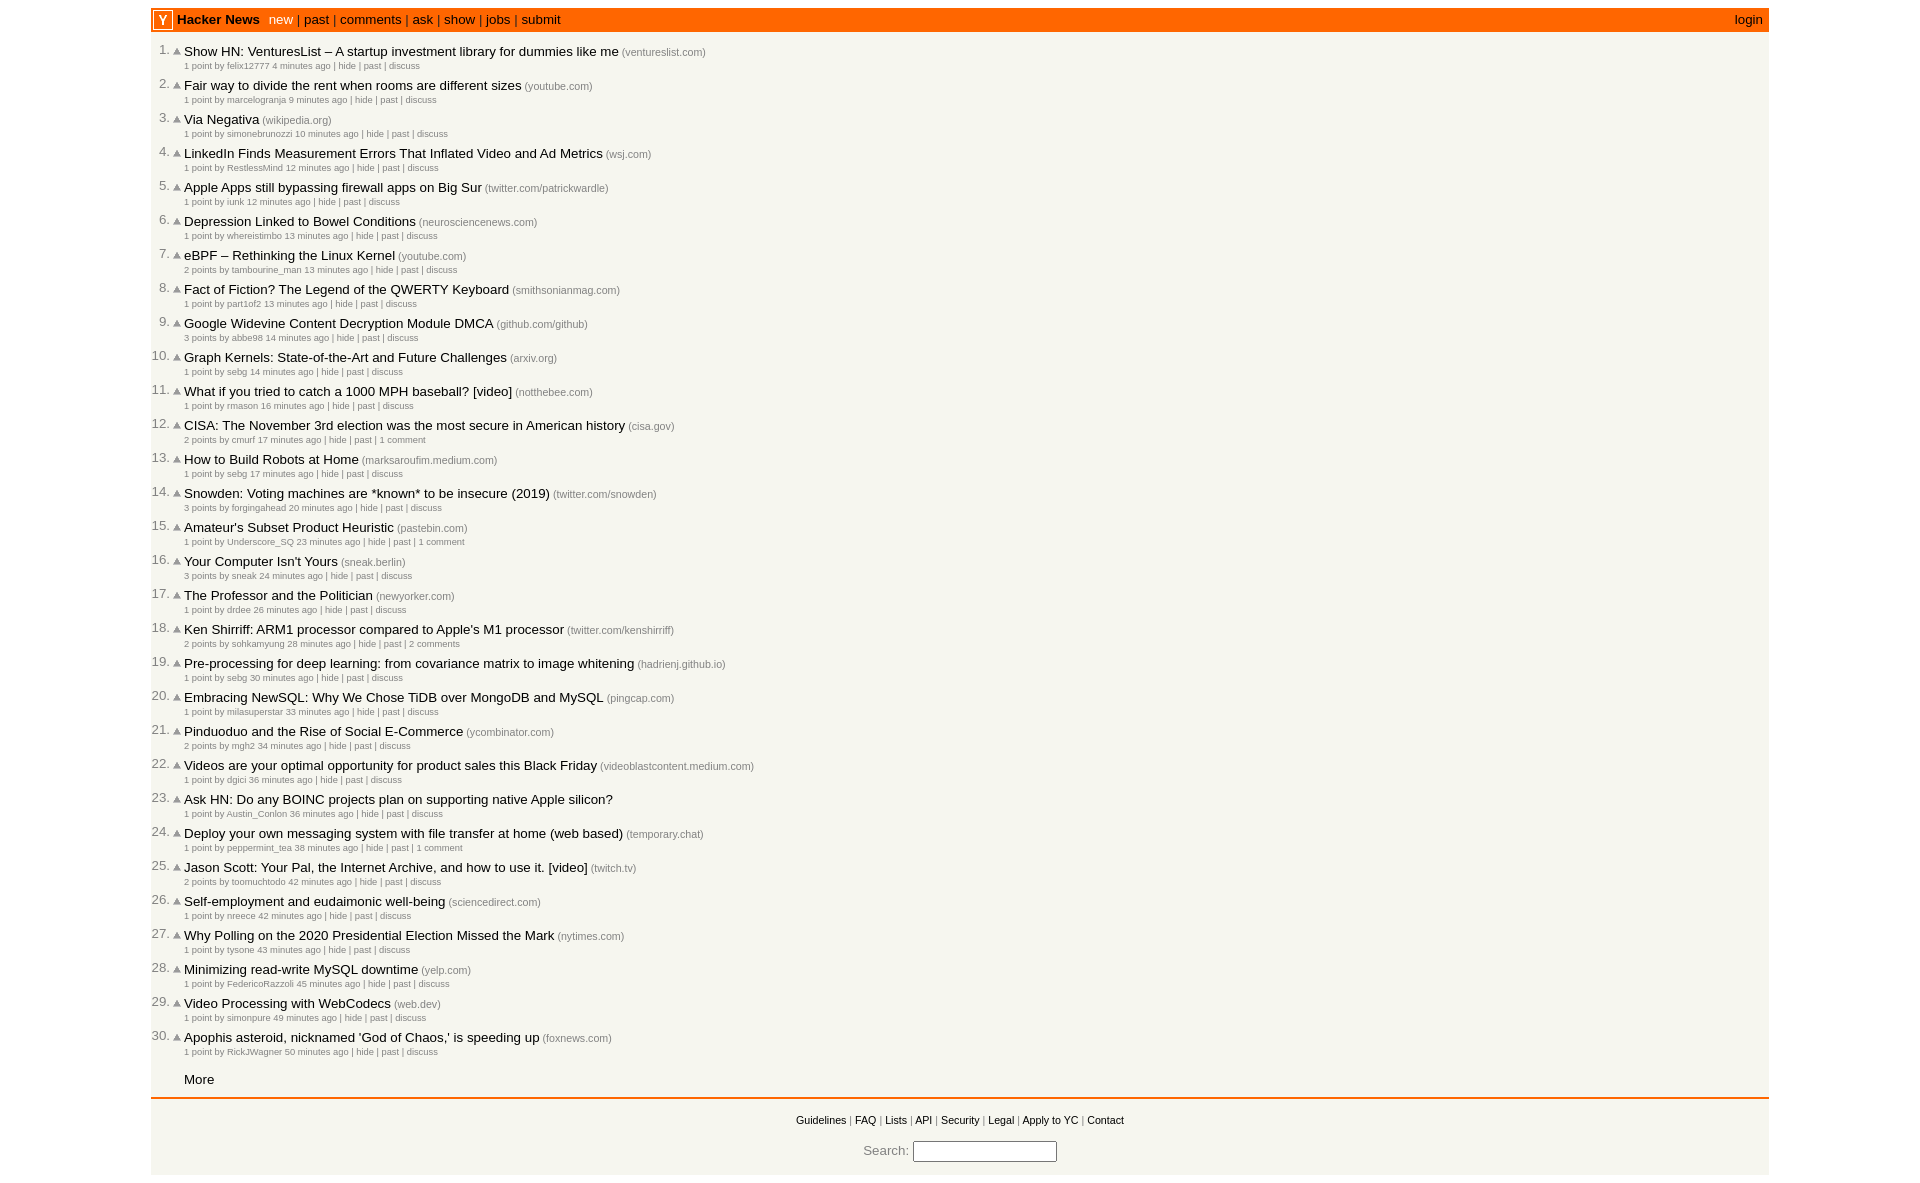 Y Hacker News new | past | comments | ask | show | jobs | submit login
1. Show HN: VenturesList – A startup investment library for dummies like me (ventureslist.com)
1 point by felix12777 4 minutes ago | hide | past | discuss
2. Fair way to divide the rent when rooms are different sizes (youtube.com)
1 point by marcelogranja 9 minutes ago | hide | past | discuss
3. Via Negativa (wikipedia.org)
1 point by simonebrunozzi 10 minutes ago | hide | past | discuss
4. LinkedIn Finds Measurement Errors That Inflated Video and Ad Metrics (wsj.com)
1 point by RestlessMind 12 minutes ago | hide | past | discuss
5. Apple Apps still bypassing firewall apps on Big Sur (twitter.com/patrickwardle)
1 point by iunk 12 minutes ago | hide | past | discuss
6. Depression Linked to Bowel Conditions (neurosciencenews.com)
1 point by whereistimbo 13 minutes ago | hide | past | discuss
7. eBPF – Rethinking the Linux Kernel (youtube.com)
2 points by tambourine_man 13 minutes ago | hide | past | discuss
8. Fact of Fiction? The Legend of the QWERTY Keyboard (smithsonianmag.com)
1 point by part1of2 13 minutes ago | hide | past | discuss
9. Google Widevine Content Decryption Module DMCA (github.com/github)
3 points by abbe98 14 minutes ago | hide | past | discuss
10. Graph Kernels: State-of-the-Art and Future Challenges (arxiv.org)
1 point by sebg 14 minutes ago | hide | past | discuss
11. What if you tried to catch a 1000 MPH baseball? [video] (notthebee.com)
1 point by rmason 16 minutes ago | hide | past | discuss
12. CISA: The November 3rd election was the most secure in American history (cisa.gov)
2 points by cmurf 17 minutes ago | hide | past | 1 comment
13. How to Build Robots at Home (marksaroufim.medium.com)
1 point by sebg 17 minutes ago | hide | past | discuss
14. Snowden: Voting machines are *known* to be insecure (2019) (twitter.com/snowden)
3 points by forgingahead 20 minutes ago | hide | past | discuss
15. Amateur's Subset Product Heuristic (pastebin.com)
1 point by Underscore_SQ 23 minutes ago | hide | past | 1 comment
16. Your Computer Isn't Yours (sneak.berlin)
3 points by sneak 24 minutes ago | hide | past | discuss
17. The Professor and the Politician (newyorker.com)
1 point by drdee 26 minutes ago | hide | past | discuss
18. Ken Shirriff: ARM1 processor compared to Apple's M1 processor (twitter.com/kenshirriff)
2 points by sohkamyung 28 minutes ago | hide | past | 2 comments
19. Pre-processing for deep learning: from covariance matrix to image whitening (hadrienj.github.io)
1 point by sebg 30 minutes ago | hide | past | discuss
20. Embracing NewSQL: Why We Chose TiDB over MongoDB and MySQL (pingcap.com)
1 point by milasuperstar 33 minutes ago | hide | past | discuss
21. Pinduoduo and the Rise of Social E-Commerce (ycombinator.com)
2 points by mgh2 34 minutes ago | hide | past | discuss
22. Videos are your optimal opportunity for product sales this Black Friday (videoblastcontent.medium.com)
1 point by dgici 36 minutes ago | hide | past | discuss
23. Ask HN: Do any BOINC projects plan on supporting native Apple silicon?
1 point by Austin_Conlon 36 minutes ago | hide | past | discuss
24. Deploy your own messaging system with file transfer at home (web based) (temporary.chat)
1 point by peppermint_tea 38 minutes ago | hide | past | 1 comment
25. Jason Scott: Your Pal, the Internet Archive, and how to use it. [video] (twitch.tv)
2 points by toomuchtodo 42 minutes ago | hide | past | discuss
26. Self-employment and eudaimonic well-being (sciencedirect.com)
1 point by nreece 42 minutes ago | hide | past | discuss
27. Why Polling on the 2020 Presidential Election Missed the Mark (nytimes.com)
1 point by tysone 43 minutes ago | hide | past | discuss
28. Minimizing read-write MySQL downtime (yelp.com)
1 point by FedericoRazzoli 45 minutes ago | hide | past | discuss
29. Video Processing with WebCodecs (web.dev)
1 point by simonpure 49 minutes ago | hide | past | discuss
30. Apophis asteroid, nicknamed 'God of Chaos,' is speeding up (foxnews.com)
1 point by RickJWagner 50 minutes ago | hide | past | discuss
More
Guidelines | FAQ | Lists | API | Security | Legal | Apply to YC | Contact
Search: